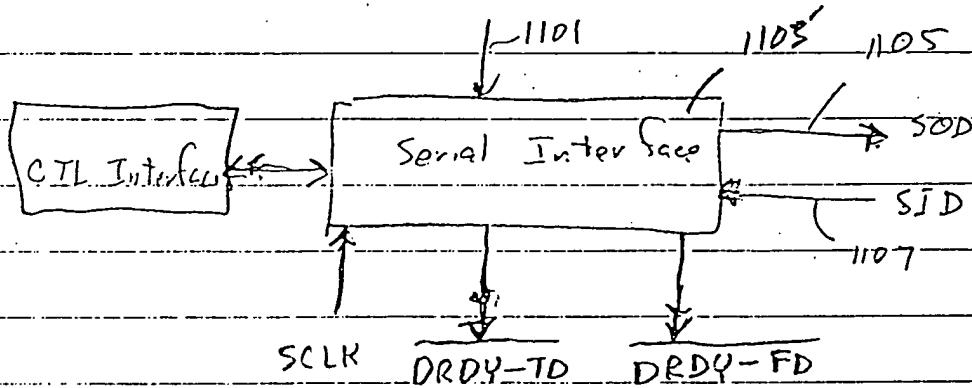 1101
1103'
1105
SOD
CTL Interface
Serial Interface
SID
1107
SCLK
DRDY-TD
DRDY-FD